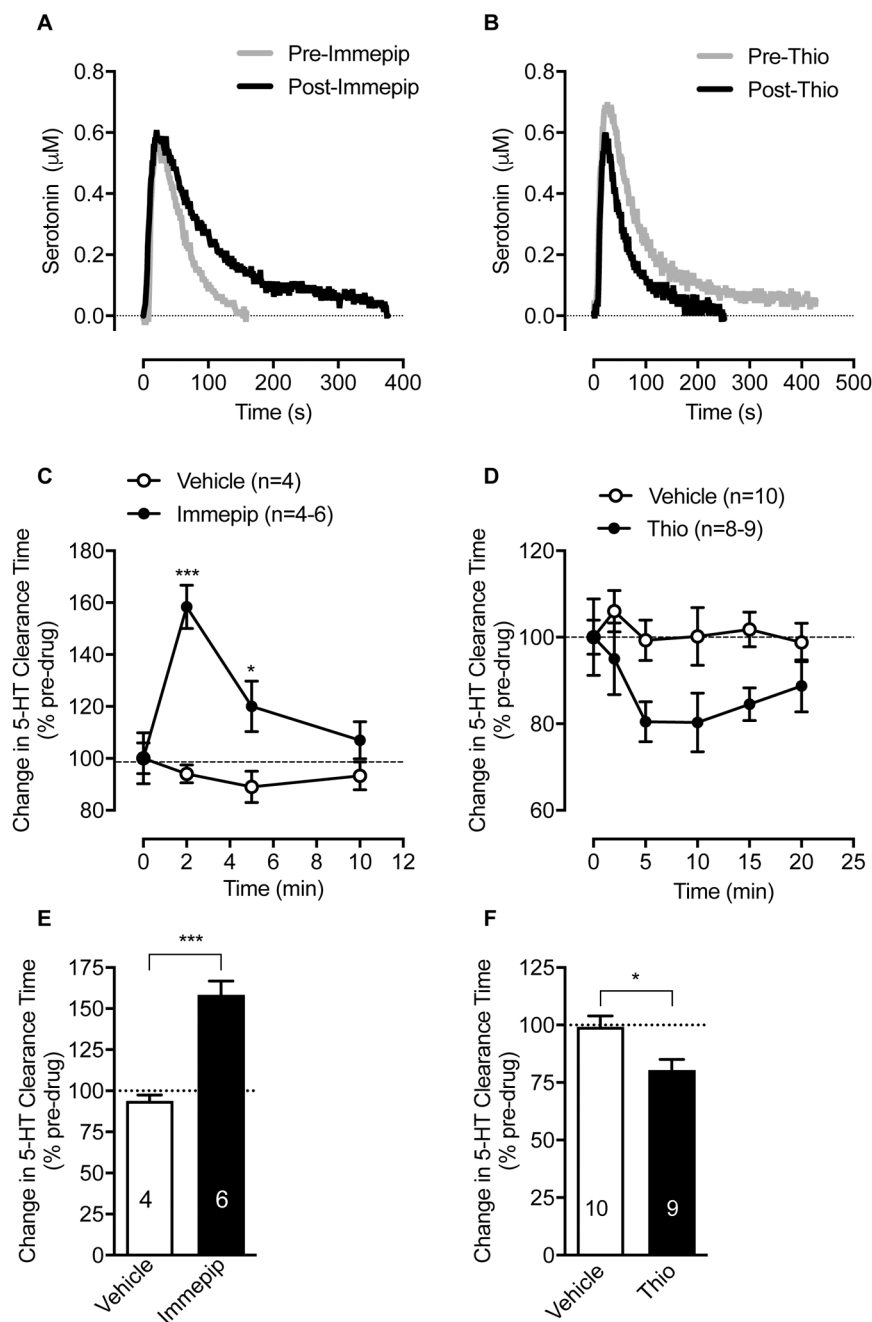 A
Pre-Immepip
Post-Immepip
Serotonin (μM)
0.8
0.6
0.4
0.2
0.0
0 100 200 300 400
Time (s)
B
Pre-Thio
Post-Thio
Serotonin (μM)
0.8
0.6
0.4
0.2
0.0
0 100 200 300 400 500
Time (s)
C
Vehicle (n=4)
Immepip (n=4-6)
Change in 5-HT Clearance Time
(% pre-drug)
180
160
140
120
100
80
***
*
0 2 4 6 8 10 12
Time (min)
D
Vehicle (n=10)
Thio (n=8-9)
Change in 5-HT Clearance Time
(% pre-drug)
120
100
80
60
0 5 10 15 20 25
Time (min)
E
***
Change in 5-HT Clearance Time
(% pre-drug)
175
150
125
100
75
50
25
0
4 6
Vehicle Immepip
F
*
Change in 5-HT Clearance Time
(% pre-drug)
125
100
75
50
25
0
10 9
Vehicle Thio